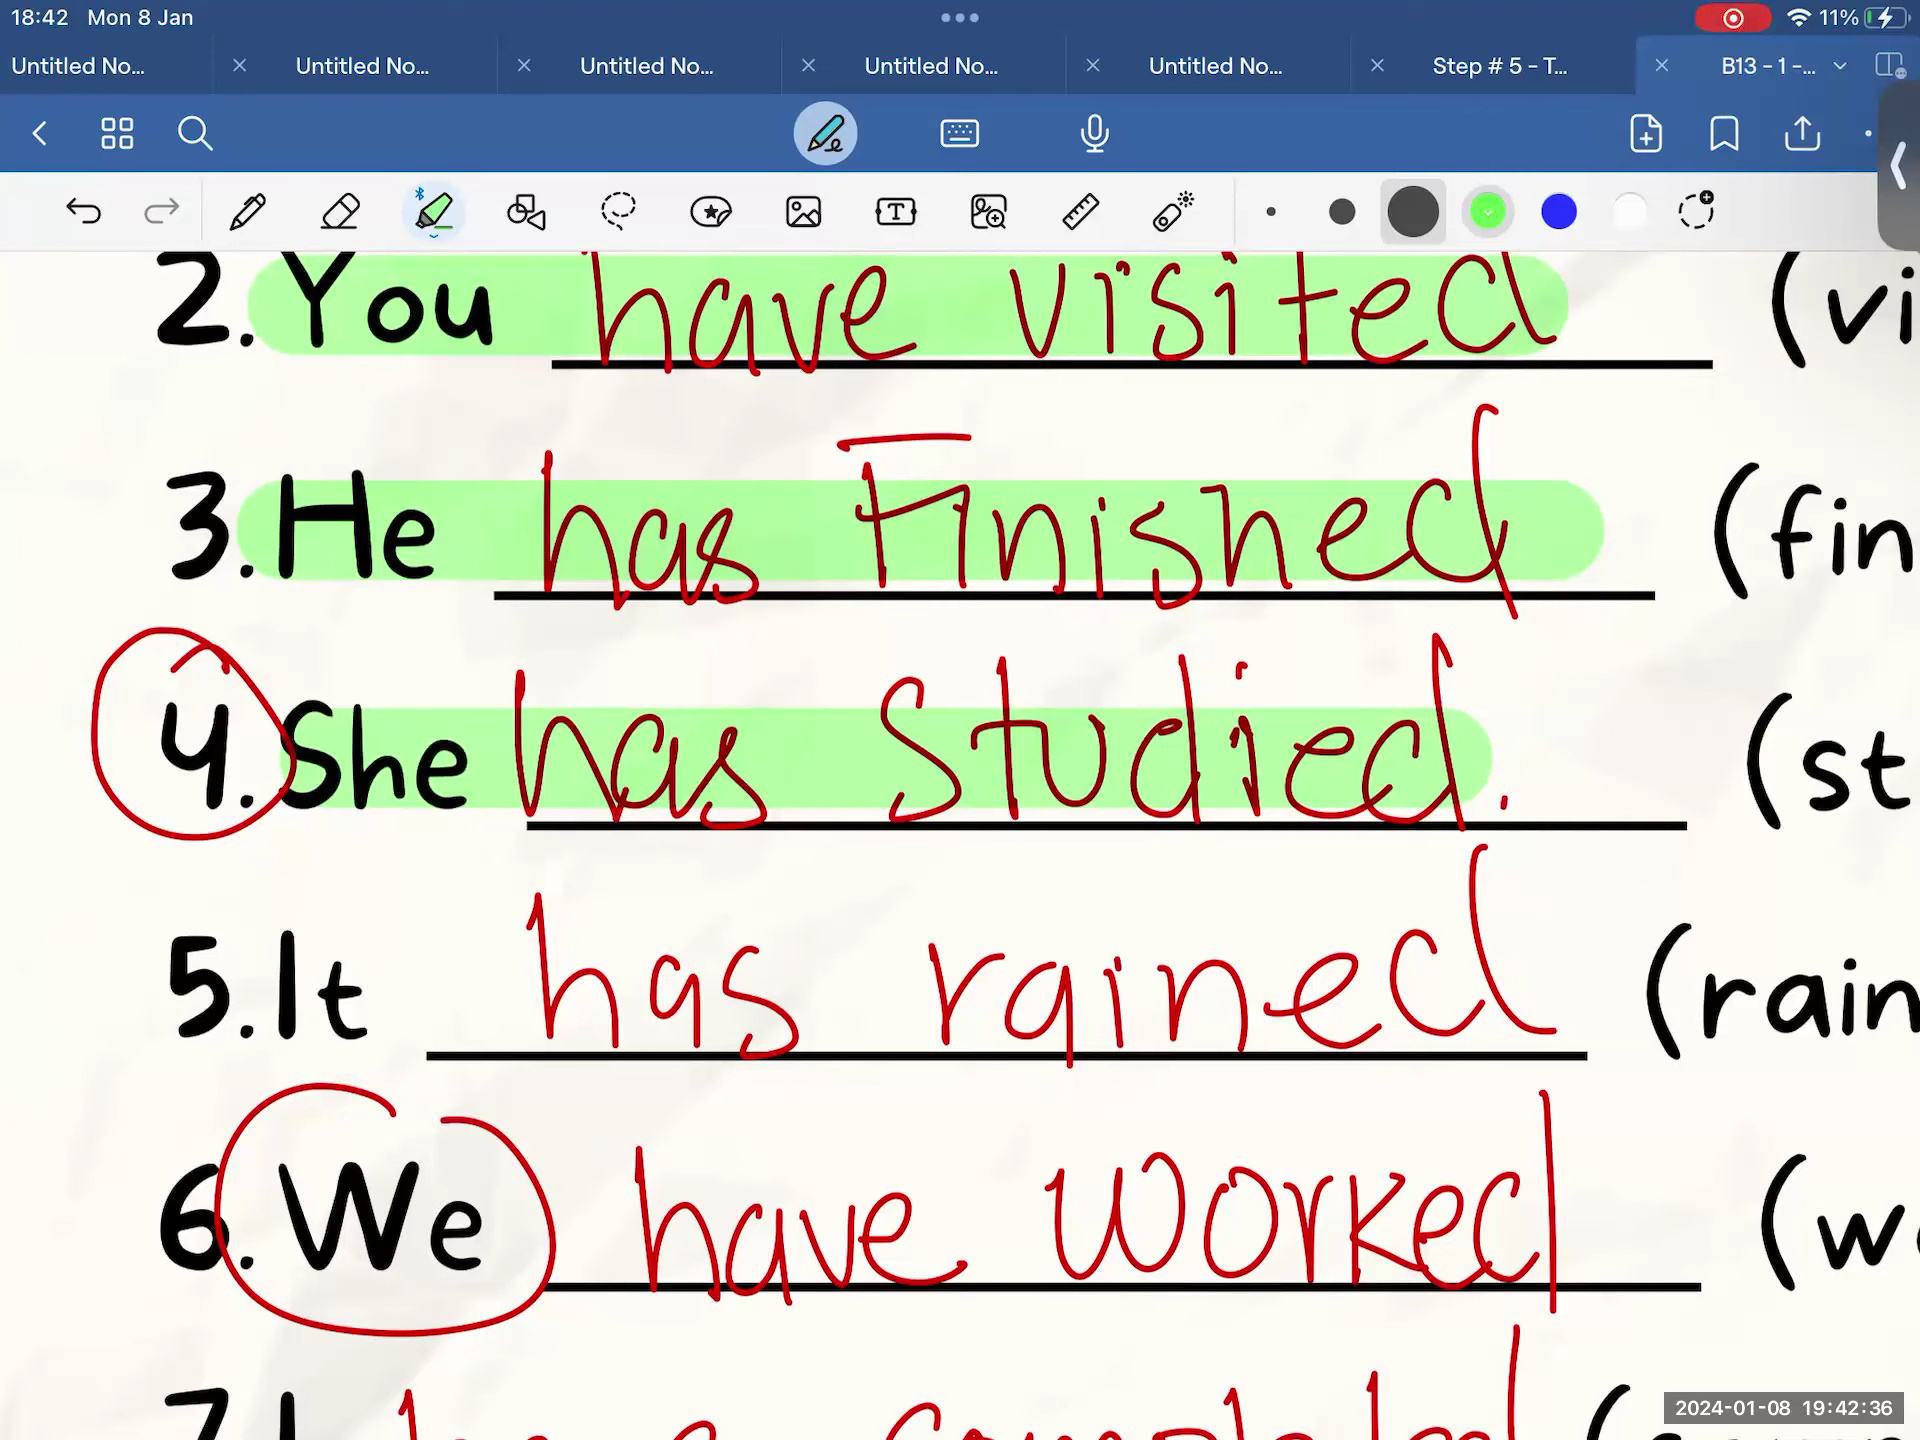 18:42 Mon 8 Jan 11%
Untitled No... Untitled No... Untitled No... Untitled No... Untitled No... Step # 5 - T... B13 - 1 -...
2. You have visited (vi
3. He has Finished (fin
4. She has studied. (st
5. It has rained (rain
6. We have worked (wo
7. I
2024-01-08 19:42:36